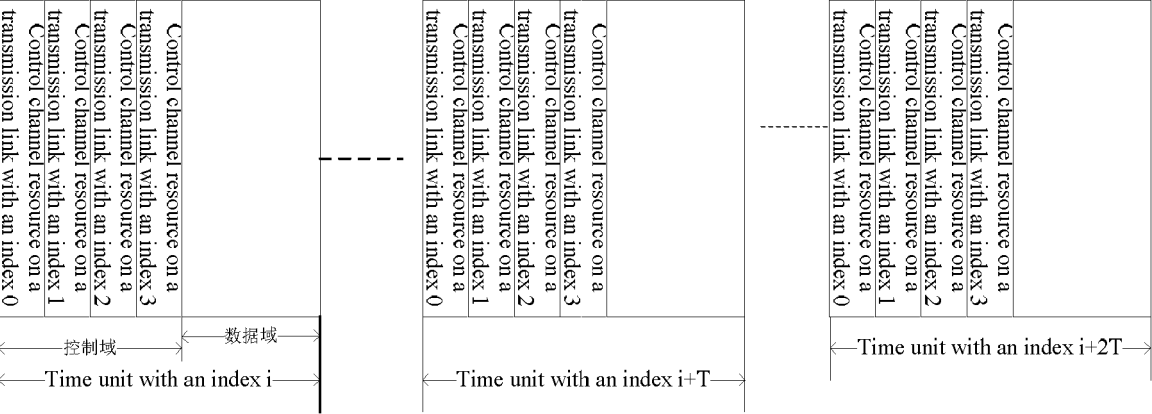 Control channel resource on a
transmission link with an index 0
Control channel resource on a
transmission link with an index 1
Control channel resource on a
transmission link with an index 2
Control channel resource on a
transmission link with an index 3
控制域
数据域
Time unit with an index i
Control channel resource on a
transmission link with an index 0
Control channel resource on a
transmission link with an index 1
Control channel resource on a
transmission link with an index 2
Control channel resource on a
transmission link with an index 3
Time unit with an index i+T
Control channel resource on a
transmission link with an index 0
Control channel resource on a
transmission link with an index 1
Control channel resource on a
transmission link with an index 2
Control channel resource on a
transmission link with an index 3
Time unit with an index i+2T